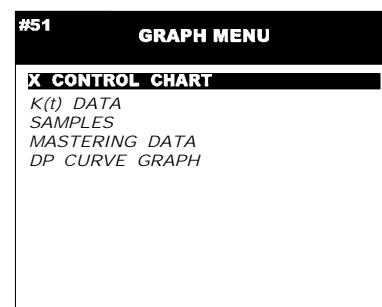 #51
GRAPH MENU
X CONTROL CHART
K(t) DATA
SAMPLES
MASTERING DATA
DP CURVE GRAPH